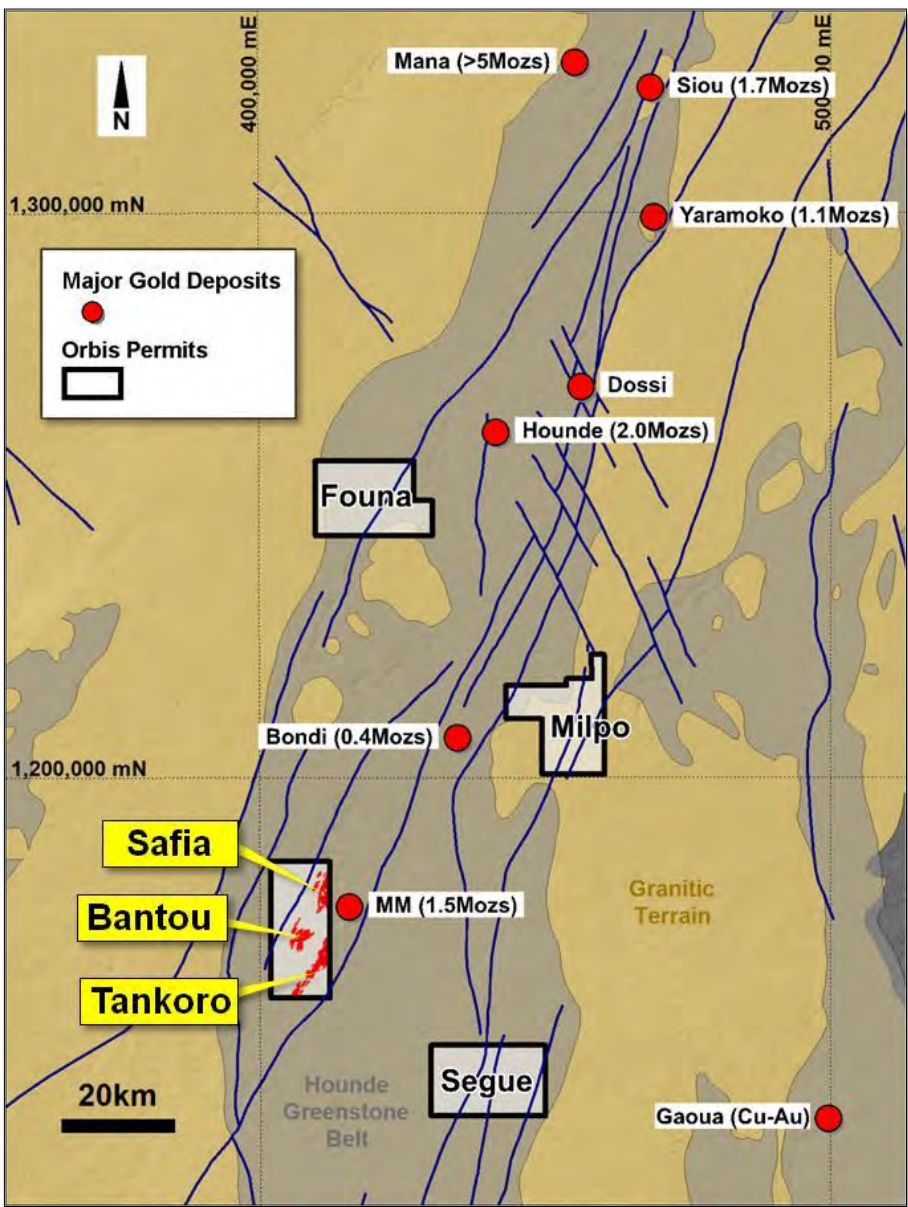 400,000 mE
500,000 mE
Mana (>5Mozs)
Siou (1.7Mozs)
N
1,300,000 mN
Yaramoko (1.1Mozs)
Major Gold Deposits
Orbis Permits
Dossi
Hounde (2.0Mozs)
Founa
Milpo
Bondi (0.4Mozs)
1,200,000 mN
Safia
Granitic
Terrain
MM (1.5Mozs)
Bantou
Tankoro
Segue
20km
Hounde
Greenstone
Belt
Gaoua (Cu-Au)